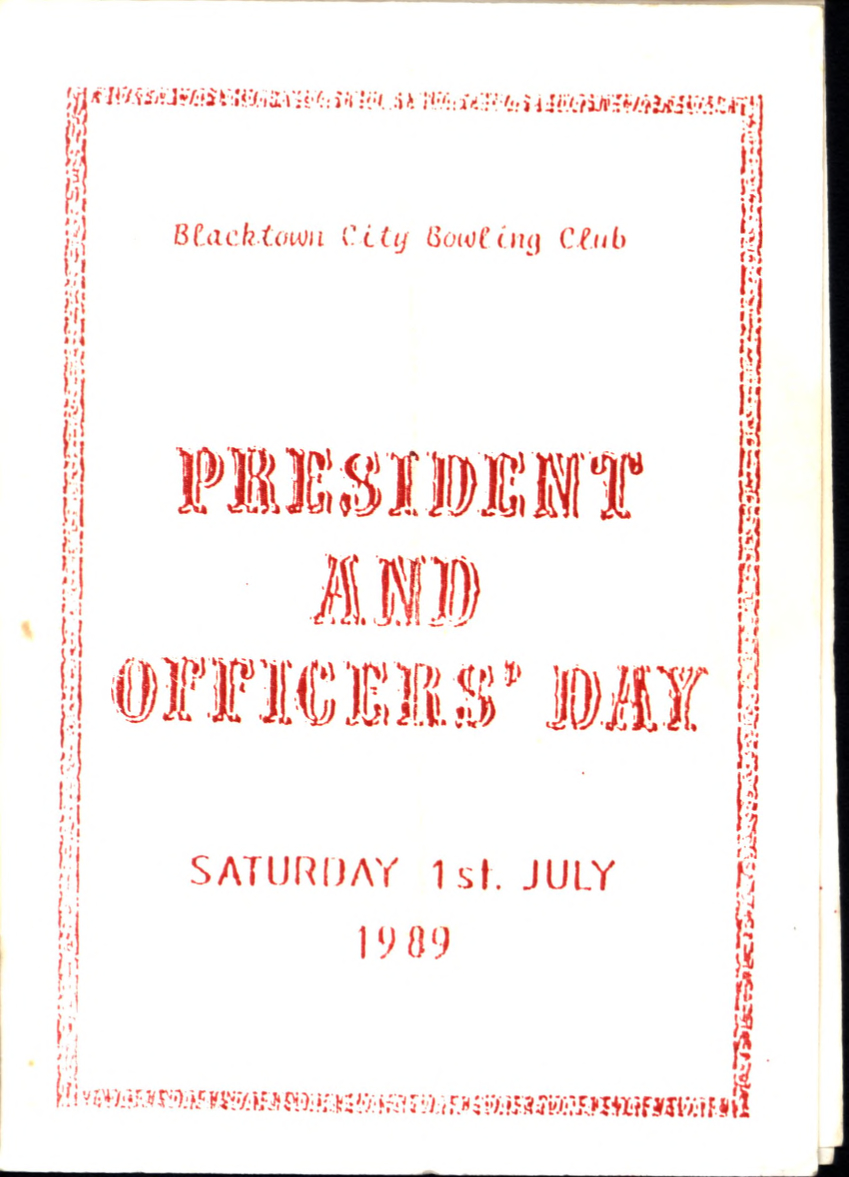 Blacktown City Bowling Club
PRESIDENT
AND
OFFICERS' DAY
SATURDAY 1st. JULY
1989